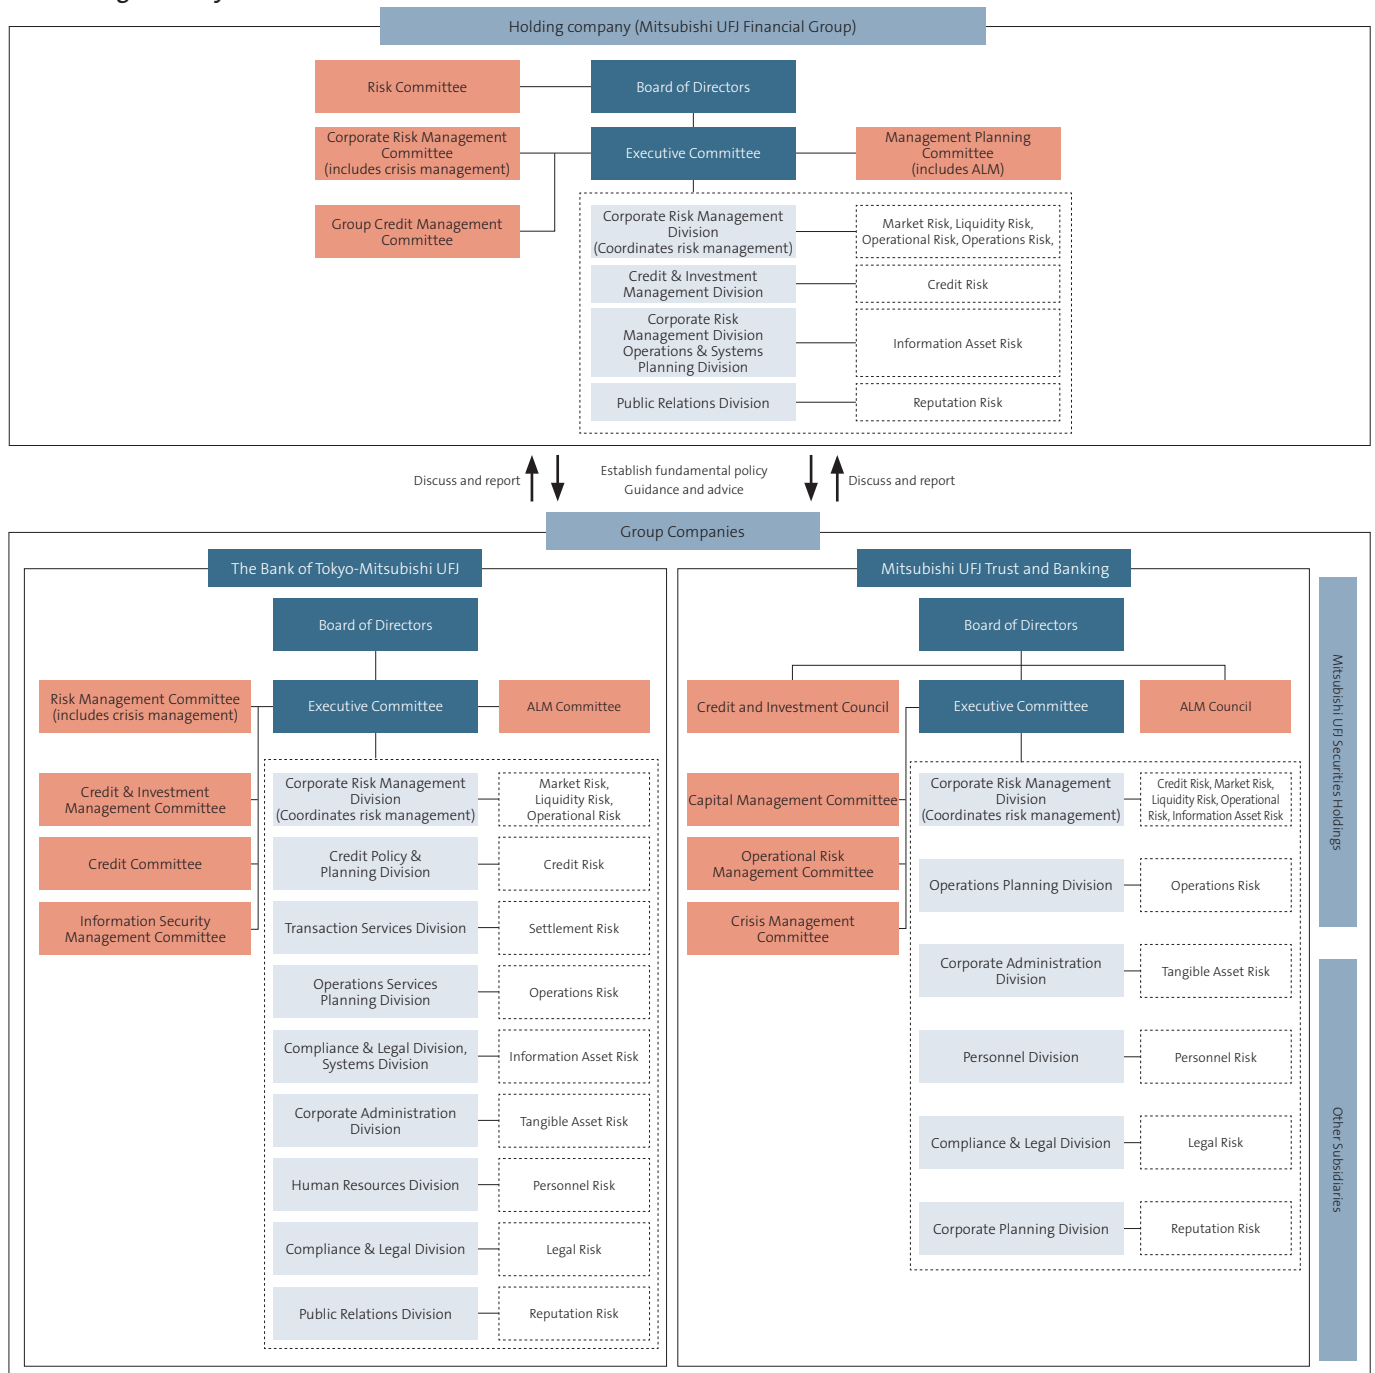 Holding company (Mitsubishi UFJ Financial Group)
Risk Committee
Board of Directors
Corporate Risk Management
Committee
(includes crisis management)
Executive Committee
Management Planning
Committee
(includes ALM)
Group Credit Management
Committee
Corporate Risk Management
Division
(Coordinates risk management)
Market Risk, Liquidity Risk,
Operational Risk, Operations Risk,
Credit & Investment
Management Division
Credit Risk
Corporate Risk
Management Division
Operations & Systems
Planning Division
Information Asset Risk
Public Relations Division
Reputation Risk
Discuss and report
Establish fundamental policy
Guidance and advice
Discuss and report
Group Companies
The Bank of Tokyo-Mitsubishi UFJ
Board of Directors
Risk Management Committee
(includes crisis management)
Executive Committee
ALM Committee
Credit & Investment
Management Committee
Credit Committee
Information Security
Management Committee
Corporate Risk Management
Division
(Coordinates risk management)
Market Risk,
Liquidity Risk,
Operational Risk
Credit Policy &
Planning Division
Credit Risk
Transaction Services Division
Settlement Risk
Operations Services
Planning Division
Operations Risk
Compliance & Legal Division,
Systems Division
Information Asset Risk
Corporate Administration
Division
Tangible Asset Risk
Human Resources Division
Personnel Risk
Compliance & Legal Division
Legal Risk
Public Relations Division
Reputation Risk
Mitsubishi UFJ Trust and Banking
Board of Directors
Credit and Investment Council
Executive Committee
ALM Council
Capital Management Committee
Operational Risk
Management Committee
Crisis Management
Committee
Corporate Risk Management
Division
(Coordinates risk management)
Credit Risk, Market Risk,
Liquidity Risk, Operational
Risk, Information Asset Risk
Operations Planning Division
Operations Risk
Corporate Administration
Division
Tangible Asset Risk
Personnel Division
Personnel Risk
Compliance & Legal Division
Legal Risk
Corporate Planning Division
Reputation Risk
Mitsubishi UFJ Securities Holdings
Other Subsidiaries